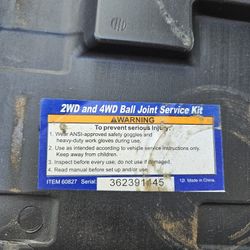 2WD and 4WD Ball Joint Service Kit
WARNING
To prevent serious injury:
1. Wear ANSI-approved safety goggles and
heavy-duty work gloves during use.
2. Use as intended according to vehicle service instructions only.
Keep away from children.
3. Inspect before every use; do not use if damaged.
4. Read manual before set up and/or use.
ITEM 60827 Serial: 362391145 12i Made in China.